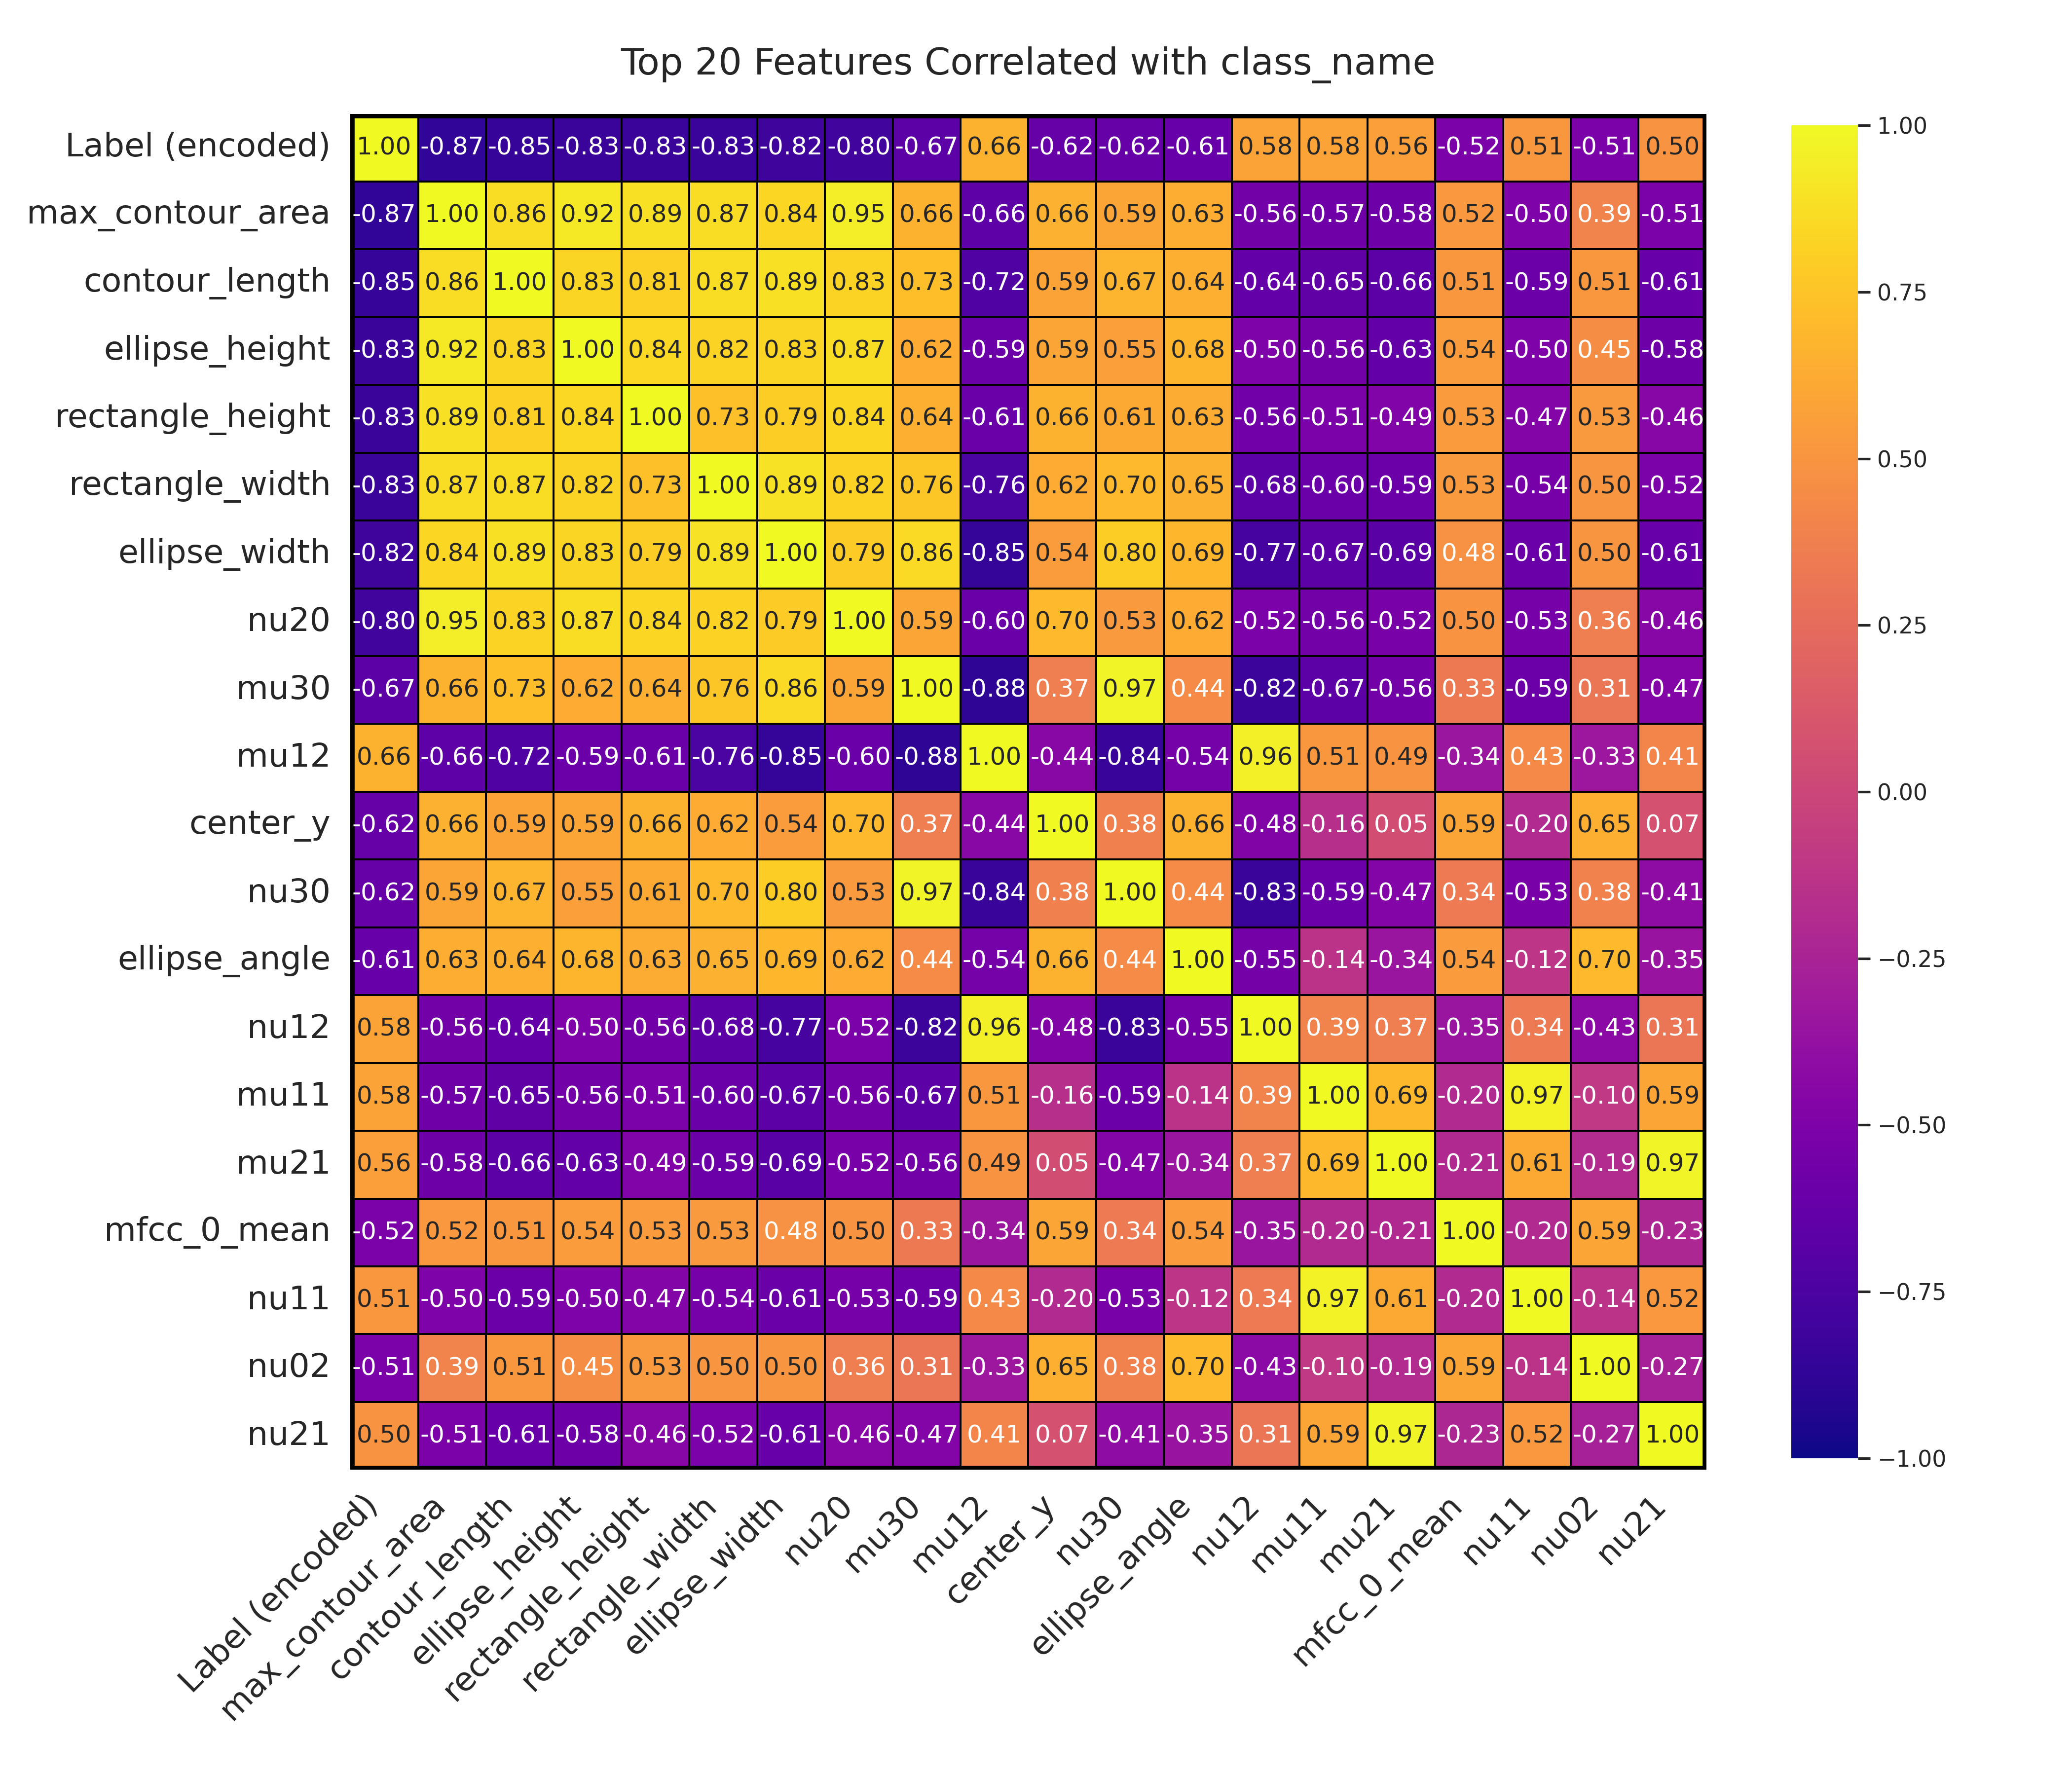 Top 20 Features Correlated with class_name
Label (encoded) 1.00 -0.87 -0.85 -0.83 -0.83 -0.83 -0.82 -0.80 -0.67 0.66 -0.62 -0.62 -0.61 0.58 0.58 0.56 -0.52 0.51 -0.51 0.50
max_contour_area -0.87 1.00 0.86 0.92 0.89 0.87 0.84 0.95 0.66 -0.66 0.66 0.59 0.63 -0.56 -0.57 -0.58 0.52 -0.50 0.39 -0.51
contour_length -0.85 0.86 1.00 0.83 0.81 0.87 0.89 0.83 0.73 -0.72 0.59 0.67 0.64 -0.64 -0.65 -0.66 0.51 -0.59 0.51 -0.61
ellipse_height -0.83 0.92 0.83 1.00 0.84 0.82 0.83 0.87 0.62 -0.59 0.59 0.55 0.68 -0.50 -0.56 -0.63 0.54 -0.50 0.45 -0.58
rectangle_height -0.83 0.89 0.81 0.84 1.00 0.73 0.79 0.84 0.64 -0.61 0.66 0.61 0.63 -0.56 -0.51 -0.49 0.53 -0.47 0.53 -0.46
rectangle_width -0.83 0.87 0.87 0.82 0.73 1.00 0.89 0.82 0.76 -0.76 0.62 0.70 0.65 -0.68 -0.60 -0.59 0.53 -0.54 0.50 -0.52
ellipse_width -0.82 0.84 0.89 0.83 0.79 0.89 1.00 0.79 0.86 -0.85 0.54 0.80 0.69 -0.77 -0.67 -0.69 0.48 -0.61 0.50 -0.61
nu20 -0.80 0.95 0.83 0.87 0.84 0.82 0.79 1.00 0.59 -0.60 0.70 0.53 0.62 -0.52 -0.56 -0.52 0.50 -0.53 0.36 -0.46
mu30 -0.67 0.66 0.73 0.62 0.64 0.76 0.86 0.59 1.00 -0.88 0.37 0.97 0.44 -0.82 -0.67 -0.56 0.33 -0.59 0.31 -0.47
mu12 0.66 -0.66 -0.72 -0.59 -0.61 -0.76 -0.85 -0.60 -0.88 1.00 -0.44 -0.84 -0.54 0.96 0.51 0.49 -0.34 0.43 -0.33 0.41
center_y -0.62 0.66 0.59 0.59 0.66 0.62 0.54 0.70 0.37 -0.44 1.00 0.38 0.66 -0.48 -0.16 0.05 0.59 -0.20 0.65 0.07
nu30 -0.62 0.59 0.67 0.55 0.61 0.70 0.80 0.53 0.97 -0.84 0.38 1.00 0.44 -0.83 -0.59 -0.47 0.34 -0.53 0.38 -0.41
ellipse_angle -0.61 0.63 0.64 0.68 0.63 0.65 0.69 0.62 0.44 -0.54 0.66 0.44 1.00 -0.55 -0.14 -0.34 0.54 -0.12 0.70 -0.35
nu12 0.58 -0.56 -0.64 -0.50 -0.56 -0.68 -0.77 -0.52 -0.82 0.96 -0.48 -0.83 -0.55 1.00 0.39 0.37 -0.35 0.34 -0.43 0.31
mu11 0.58 -0.57 -0.65 -0.56 -0.51 -0.60 -0.67 -0.56 -0.67 0.51 -0.16 -0.59 -0.14 0.39 1.00 0.69 -0.20 0.97 -0.10 0.59
mu21 0.56 -0.58 -0.66 -0.63 -0.49 -0.59 -0.69 -0.52 -0.56 0.49 0.05 -0.47 -0.34 0.37 0.69 1.00 -0.21 0.61 -0.19 0.97
mfcc_0_mean -0.52 0.52 0.51 0.54 0.53 0.53 0.48 0.50 0.33 -0.34 0.59 0.34 0.54 -0.35 -0.20 -0.21 1.00 -0.20 0.59 -0.23
nu11 0.51 -0.50 -0.59 -0.50 -0.47 -0.54 -0.61 -0.53 -0.59 0.43 -0.20 -0.53 -0.12 0.34 0.97 0.61 -0.20 1.00 -0.14 0.52
nu02 -0.51 0.39 0.51 0.45 0.53 0.50 0.50 0.36 0.31 -0.33 0.65 0.38 0.70 -0.43 -0.10 -0.19 0.59 -0.14 1.00 -0.27
nu21 0.50 -0.51 -0.61 -0.58 -0.46 -0.52 -0.61 -0.46 -0.47 0.41 0.07 -0.41 -0.35 0.31 0.59 0.97 -0.23 0.52 -0.27 1.00
Label (encoded)
max_contour_area
contour_length
ellipse_height
rectangle_height
rectangle_width
ellipse_width
nu20
mu30
mu12
center_y
nu30
ellipse_angle
nu12
mu11
mu21
mfcc_0_mean
nu11
nu02
nu21
1.00
0.75
0.50
0.25
0.00
−0.25
−0.50
−0.75
−1.00